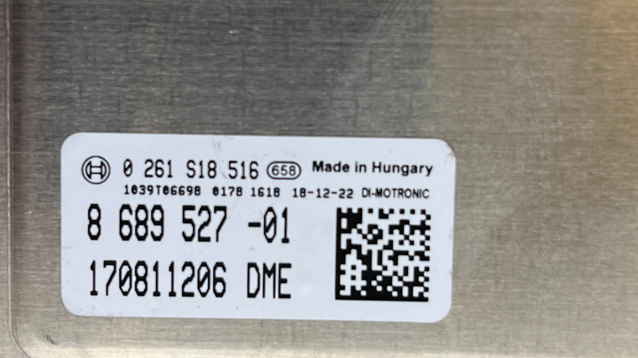 0 261 S18 516 658 Made in Hungary
1039T06698 0178 1618 18-12-22 DI-MOTRONIC
8 689 527 -01
170811206 DME